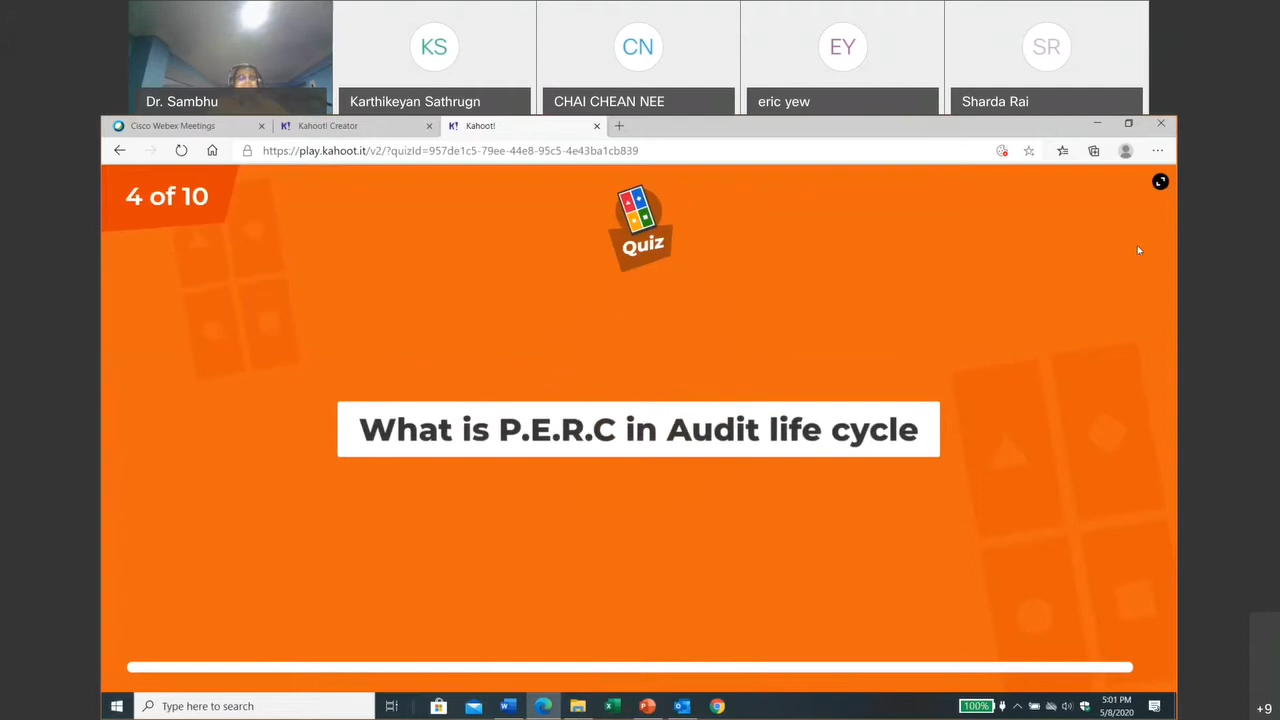 KS
CN
EY
SR
Dr. Sambhu
Karthikeyan Sathrugn
CHAI CHEAN NEE
eric yew
Sharda Rai
Cisco Webex Meetings
K! Kahoot! Creator
K! Kahoot!
https://play.kahoot.it/v2/?quizId=957de1c5-79ee-44e8-95c5-4e43ba1cb839
4 of 10
Quiz
What is P.E.R.C in Audit life cycle
Type here to search
100%
5:01 PM
5/8/2020
+9